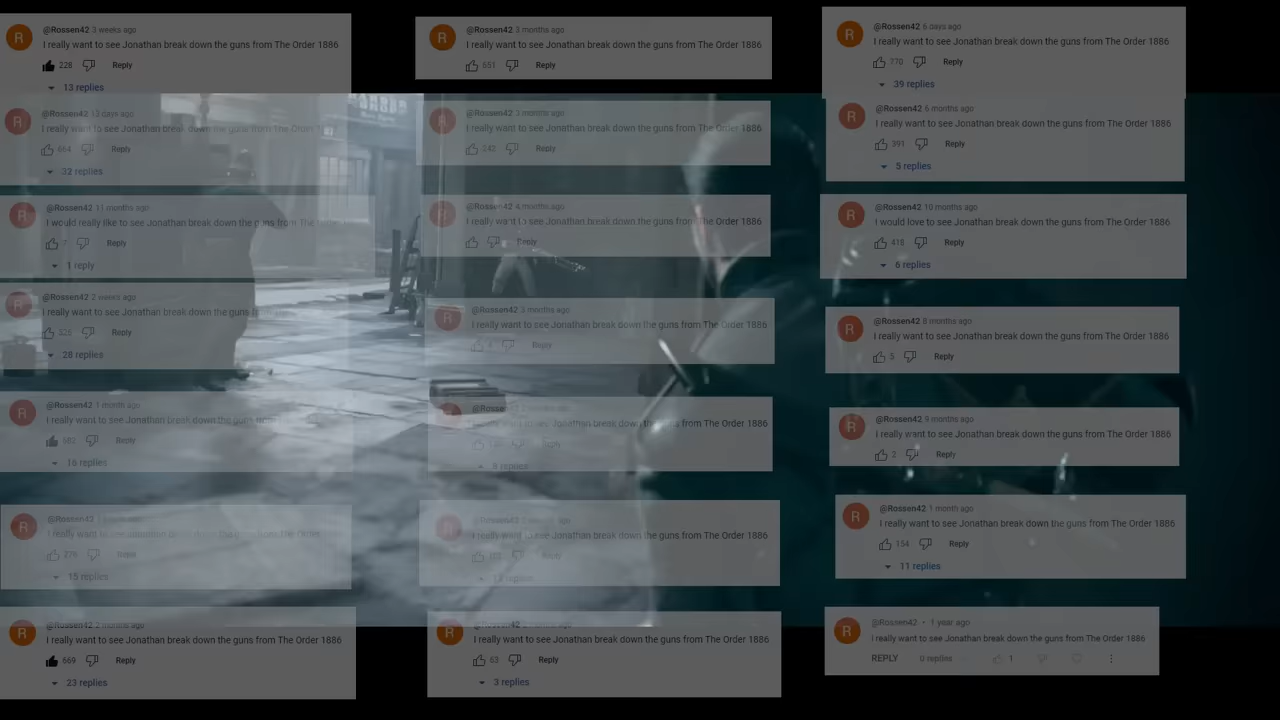 @Rossen42 3 weeks ago
I really want to see Jonathan break down the guns from The Order 1886
228 Reply
13 replies
@Rossen42 12 days ago
I really want to see Jonathan break down the guns from The Order 1
664 Reply
32 replies
@Rossen42 11 months ago
I would really like to see Jonathan break down the guns from The
7 Reply
1 reply
@Rossen42 2 weeks ago
I really want to see Jonathan break down the guns from
325 Reply
28 replies
@Rossen42 1 month ago
I really want to see Jonathan break down the guns from
Reply
16 replies
@Rossen42
I really want to see Jonathan break down the guns from The Order 1886
279 Reply
15 replies
@Rossen42 2 months ago
I really want to see Jonathan break down the guns from The Order 1886
669 Reply
23 replies
@Rossen42 3 months ago
I really want to see Jonathan break down the guns from The Order 1886
651 Reply
@Rossen42 3 months ago
I really want to see Jonathan break down the guns from The Order 1886
242 Reply
@Rossen42 4 months ago
I really want to see Jonathan break down the guns from The Order 1886
Reply
@Rossen42 3 months ago
I really want to see Jonathan break down the guns from The Order 1886
Reply
@Rossen42
want to see Jonathan break down the guns from The Order 1886
Reply
8 replies
@Rossen42
I really want to see Jonathan break down the guns from The Order 1886
Reply
replies
@Rossen42
I really want to see Jonathan break down the guns from The Order 1886
53 Reply
3 replies
@Rossen42 6 days ago
I really want to see Jonathan break down the guns from The Order 1886
770 Reply
39 replies
@Rossen42 6 months ago
I really want to see Jonathan break down the guns from The Order 1886
391 Reply
5 replies
@Rossen42 10 months ago
I would love to see Jonathan break down the guns from The Order 1886
418 Reply
6 replies
@Rossen42 8 months ago
I really want to see Jonathan break down the guns from The Order 1886
5 Reply
@Rossen42 9 months ago
I really want to see Jonathan break down the guns from The Order 1886
2 Reply
@Rossen42 1 month ago
I really want to see Jonathan break down the guns from The Order 1886
154 Reply
11 replies
@Rossen42 • 1 year ago
I really want to see Jonathan break down the guns from The Order 1886
REPLY 0 replies 1